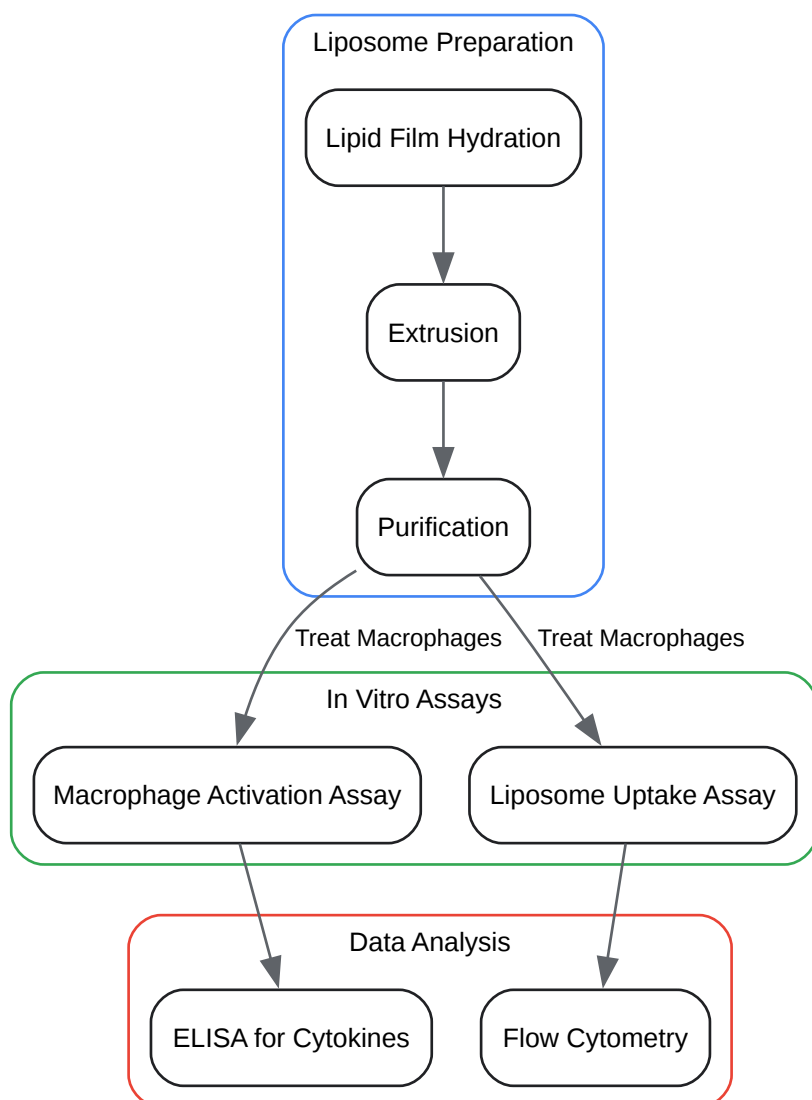 Liposome Preparation
Lipid Film Hydration
Extrusion
Purification
Treat Macrophages
Treat Macrophages
In Vitro Assays
Macrophage Activation Assay
Liposome Uptake Assay
Data Analysis
ELISA for Cytokines
Flow Cytometry